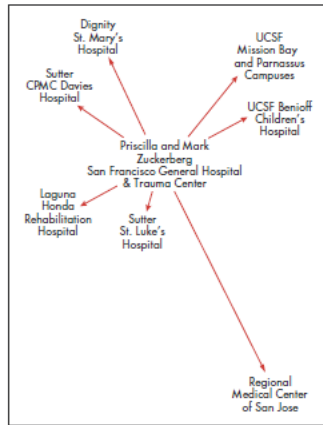 Dignity
St. Mary's
Hospital
UCSF
Mission Bay
and Parnassus
Campuses
Sutter
CPMC Davies
Hospital
UCSF Benioff
Children's
Hospital
Priscilla and Mark
Zuckerberg
San Francisco General Hospital
& Trauma Center
Laguna
Honda
Rehabilitation
Hospital
Sutter
St. Luke's
Hospital
Regional
Medical Center
of San Jose